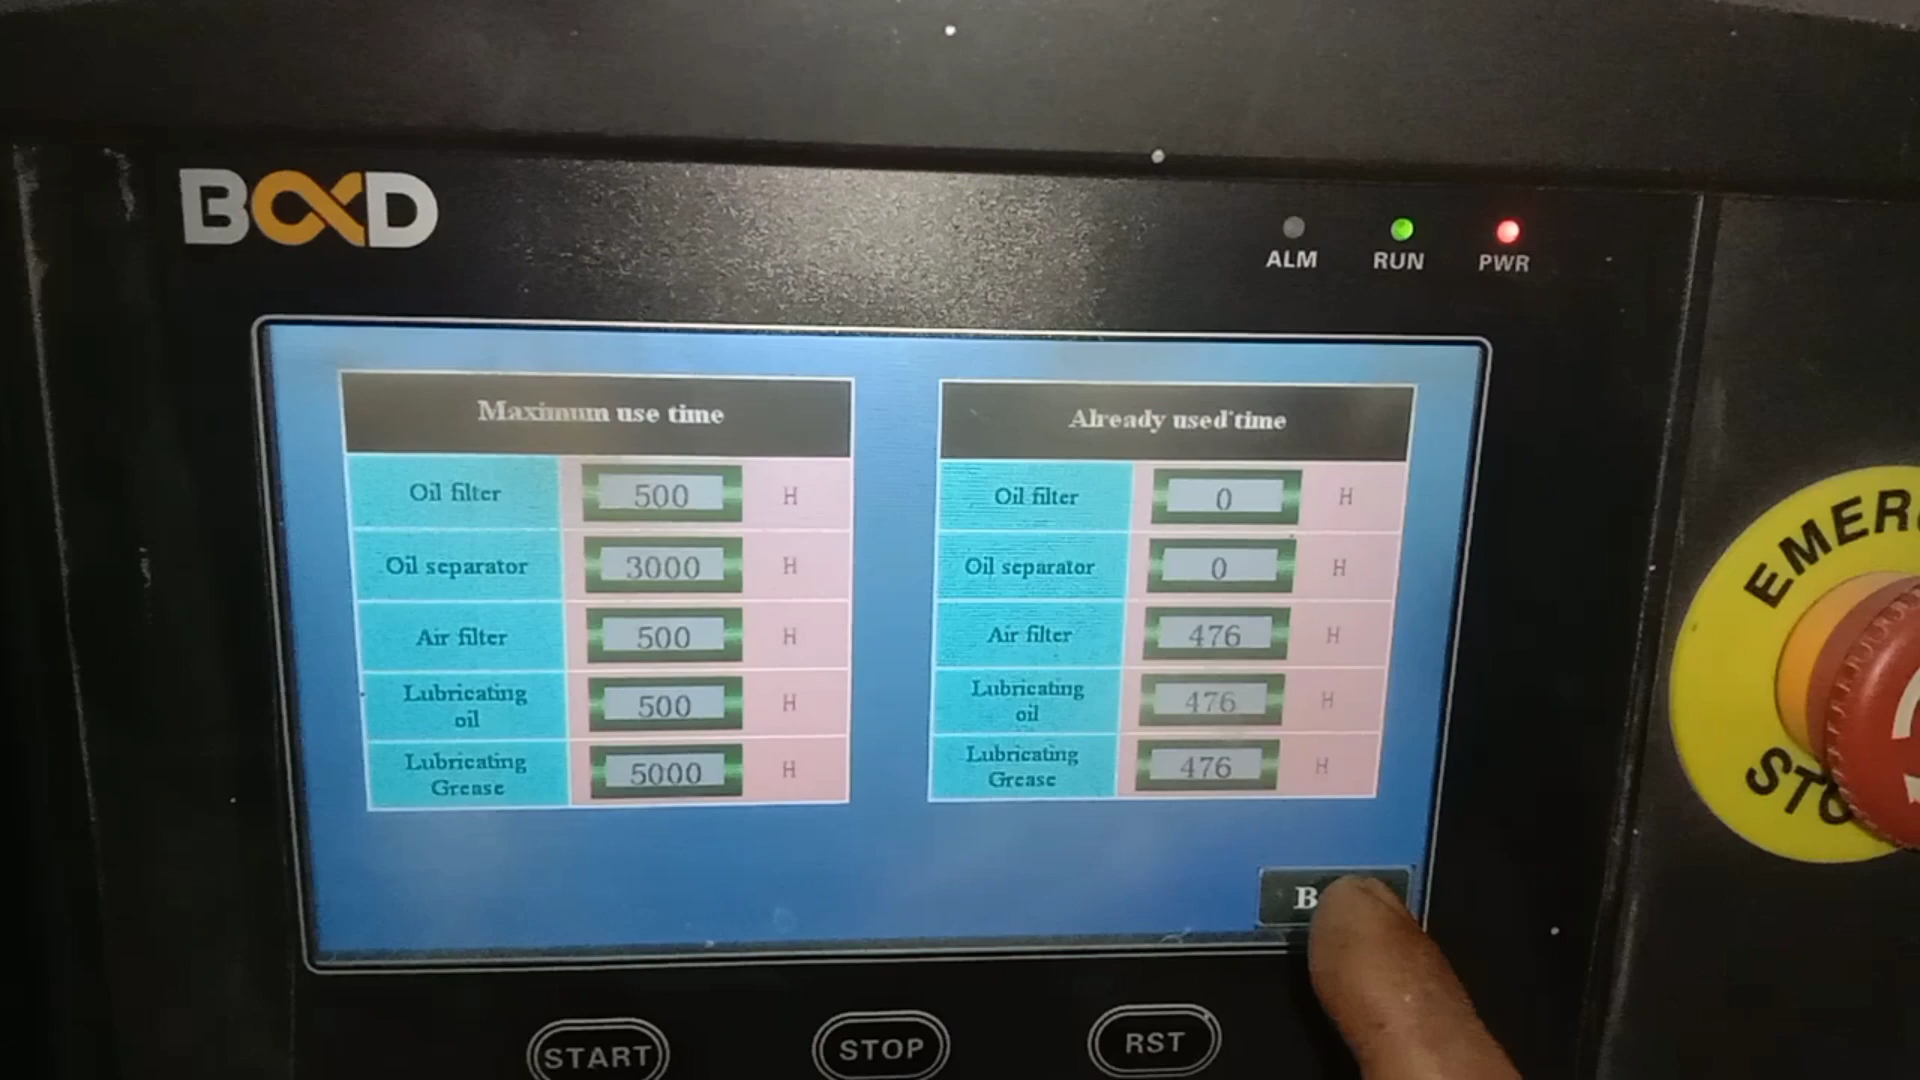 BOD
ALM RUN PWR
Maximum use time
Oil filter 500 H
Oil separator 3000 H
Air filter 500 H
Lubricating
oil 500 H
Lubricating
Grease 5000 H
Already used time
Oil filter 0 H
Oil separator 0 H
Air filter 476 H
Lubricating
oil 476 H
Lubricating
Grease 476 H
START STOP RST